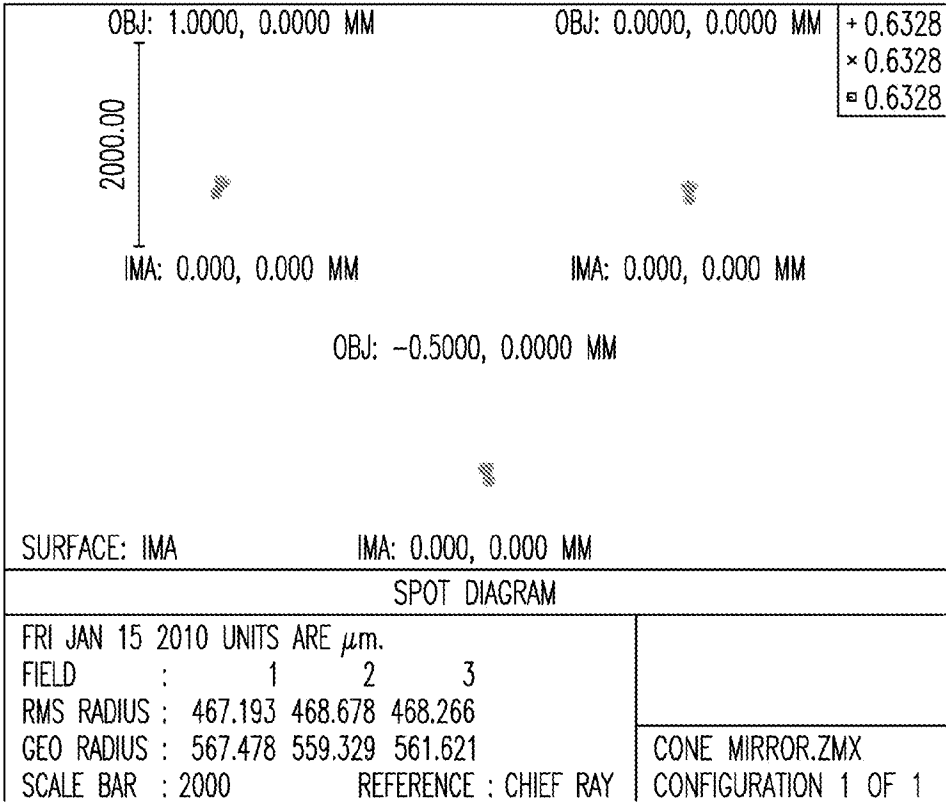 OBJ: 1.0000, 0.0000 MM
OBJ: 0.0000, 0.0000 MM
+ 0.6328
× 0.6328
¤ 0.6328
2000.00
IMA: 0.000, 0.000 MM
IMA: 0.000, 0.000 MM
OBJ: -0.5000, 0.0000 MM
SURFACE: IMA
IMA: 0.000, 0.000 MM
SPOT DIAGRAM
FRI JAN 15 2010 UNITS ARE µm.
FIELD : 1 2 3
RMS RADIUS : 467.193 468.678 468.266
GEO RADIUS : 567.478 559.329 561.621
SCALE BAR : 2000 REFERENCE : CHIEF RAY
CONE MIRROR.ZMX
CONFIGURATION 1 OF 1